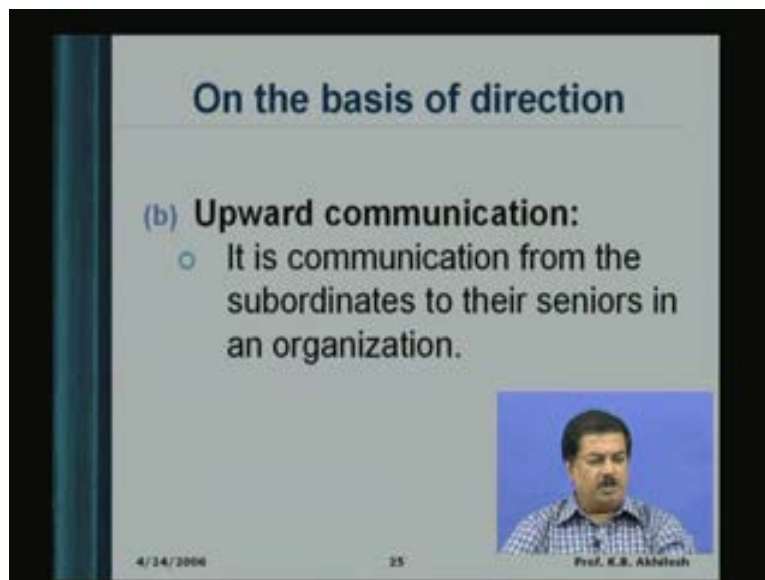 On the basis of direction
(b) Upward communication:
It is communication from the
subordinates to their seniors in
an organization.
4/24/2006 25 Prof. K.B. Akhilesh